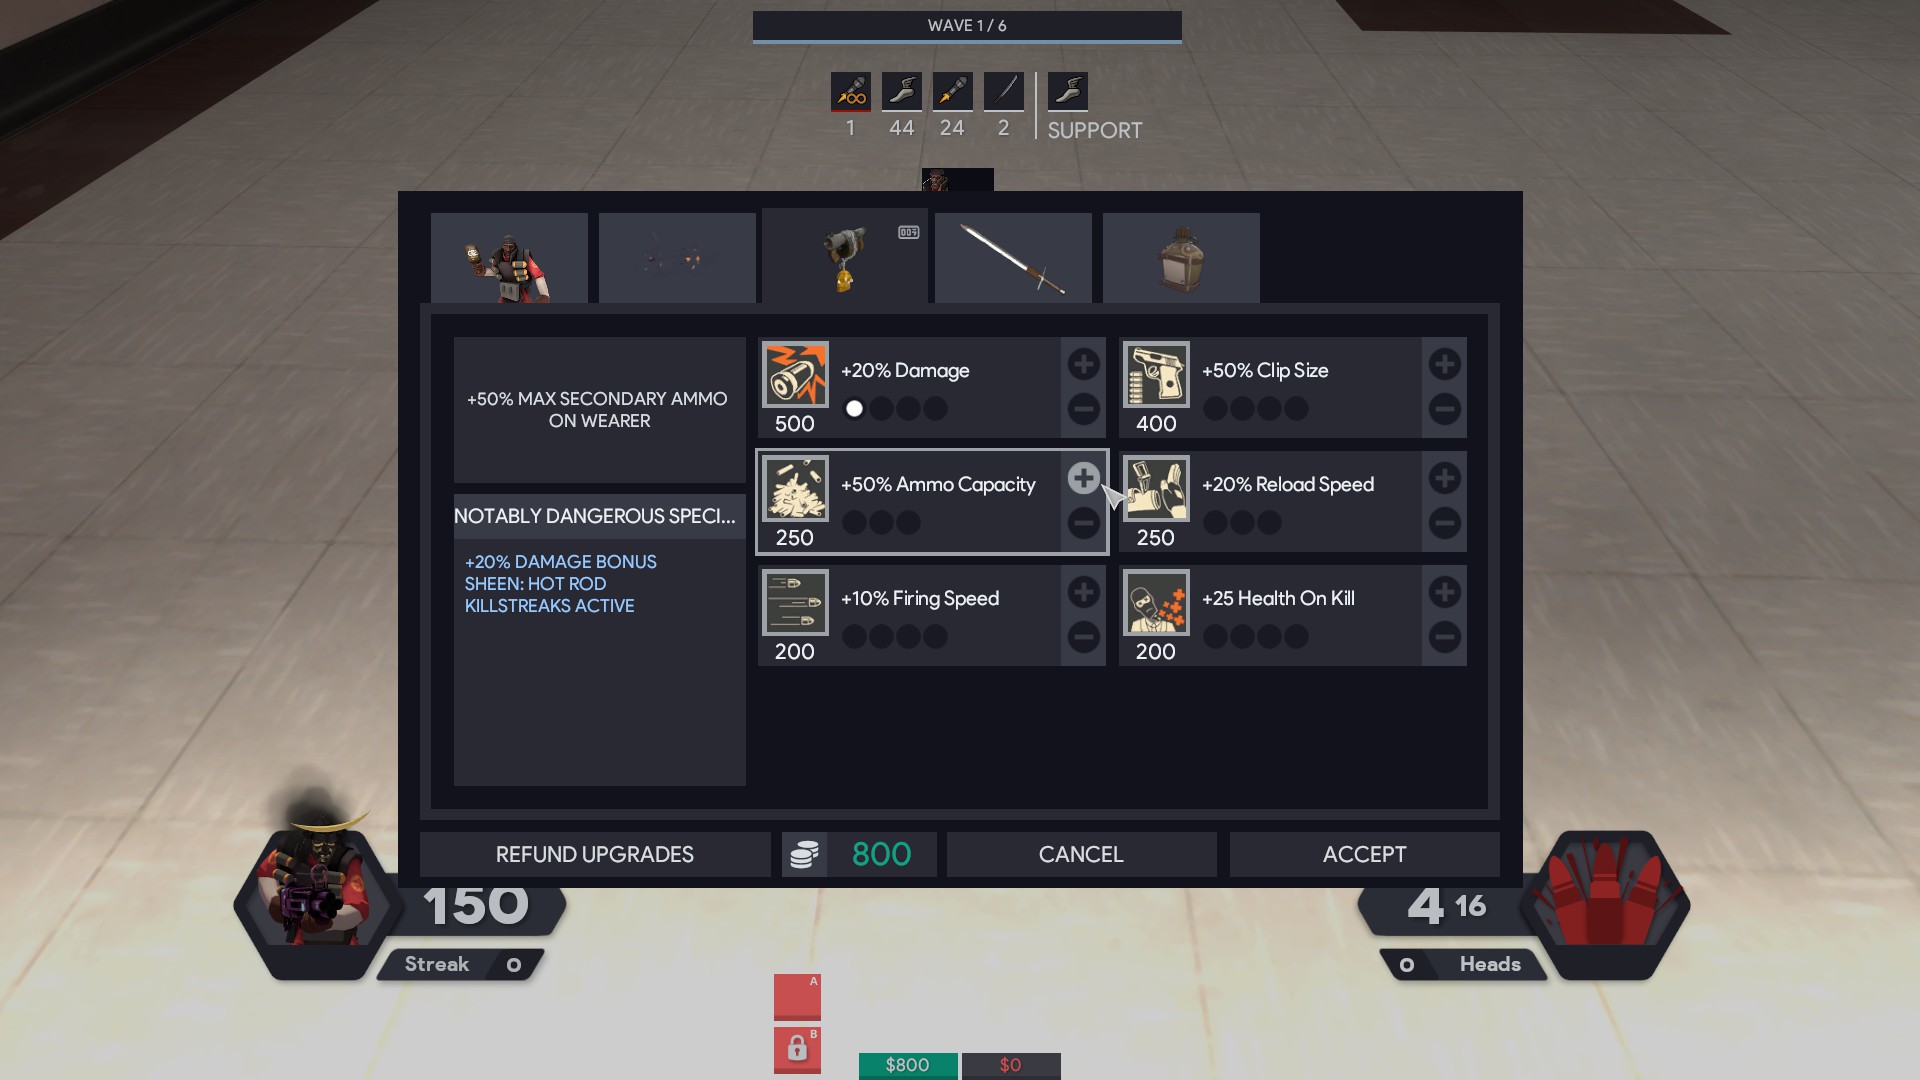 WAVE 1 / 6
1
44
24
2
SUPPORT
+50% MAX SECONDARY AMMO
ON WEARER
NOTABLY DANGEROUS SPECI...
+20% DAMAGE BONUS
SHEEN: HOT ROD
KILLSTREAKS ACTIVE
+20% Damage
500
+50% Clip Size
400
+50% Ammo Capacity
250
+20% Reload Speed
250
+10% Firing Speed
200
+25 Health On Kill
200
REFUND UPGRADES
800
CANCEL
ACCEPT
150
Streak 0
4 16
0 Heads
A
B
$800
$0